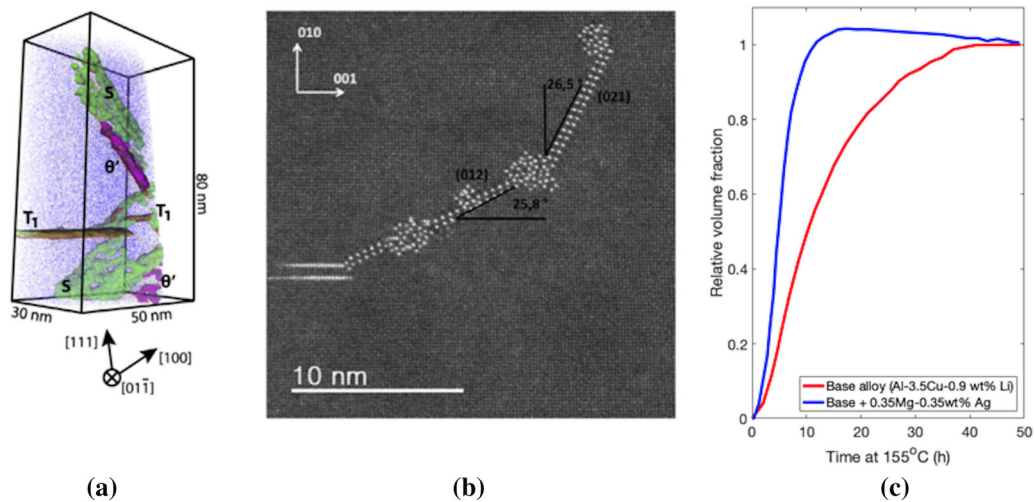 S
θ'
T1
T1
S
θ'
80 nm
30 nm
50 nm
[111]
[100]
[011̄]
(a)
010
001
26,5 °
(021)
(012)
25,8 °
10 nm
(b)
Relative volume fraction
1
0.8
0.6
0.4
0.2
0
0 10 20 30 40 50
Base alloy (Al-3.5Cu-0.9 wt% Li)
Base + 0.35Mg-0.35wt% Ag
Time at 155°C (h)
(c)